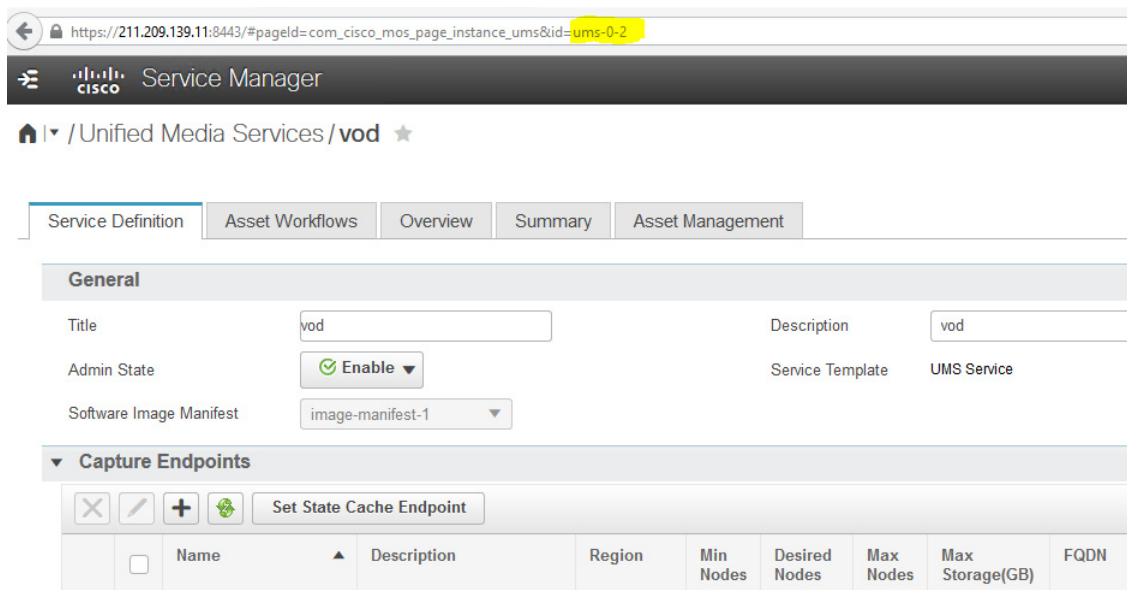 https://211.209.139.11:8443/#pageId=com_cisco_mos_page_instance_ums&id=ums-0-2
cisco Service Manager
/ Unified Media Services / vod
Service Definition Asset Workflows Overview Summary Asset Management
General
Title vod Description vod
Admin State Enable Service Template UMS Service
Software Image Manifest image-manifest-1
Capture Endpoints
Set State Cache Endpoint
Name Description Region Min Nodes Desired Nodes Max Nodes Max Storage(GB) FQDN